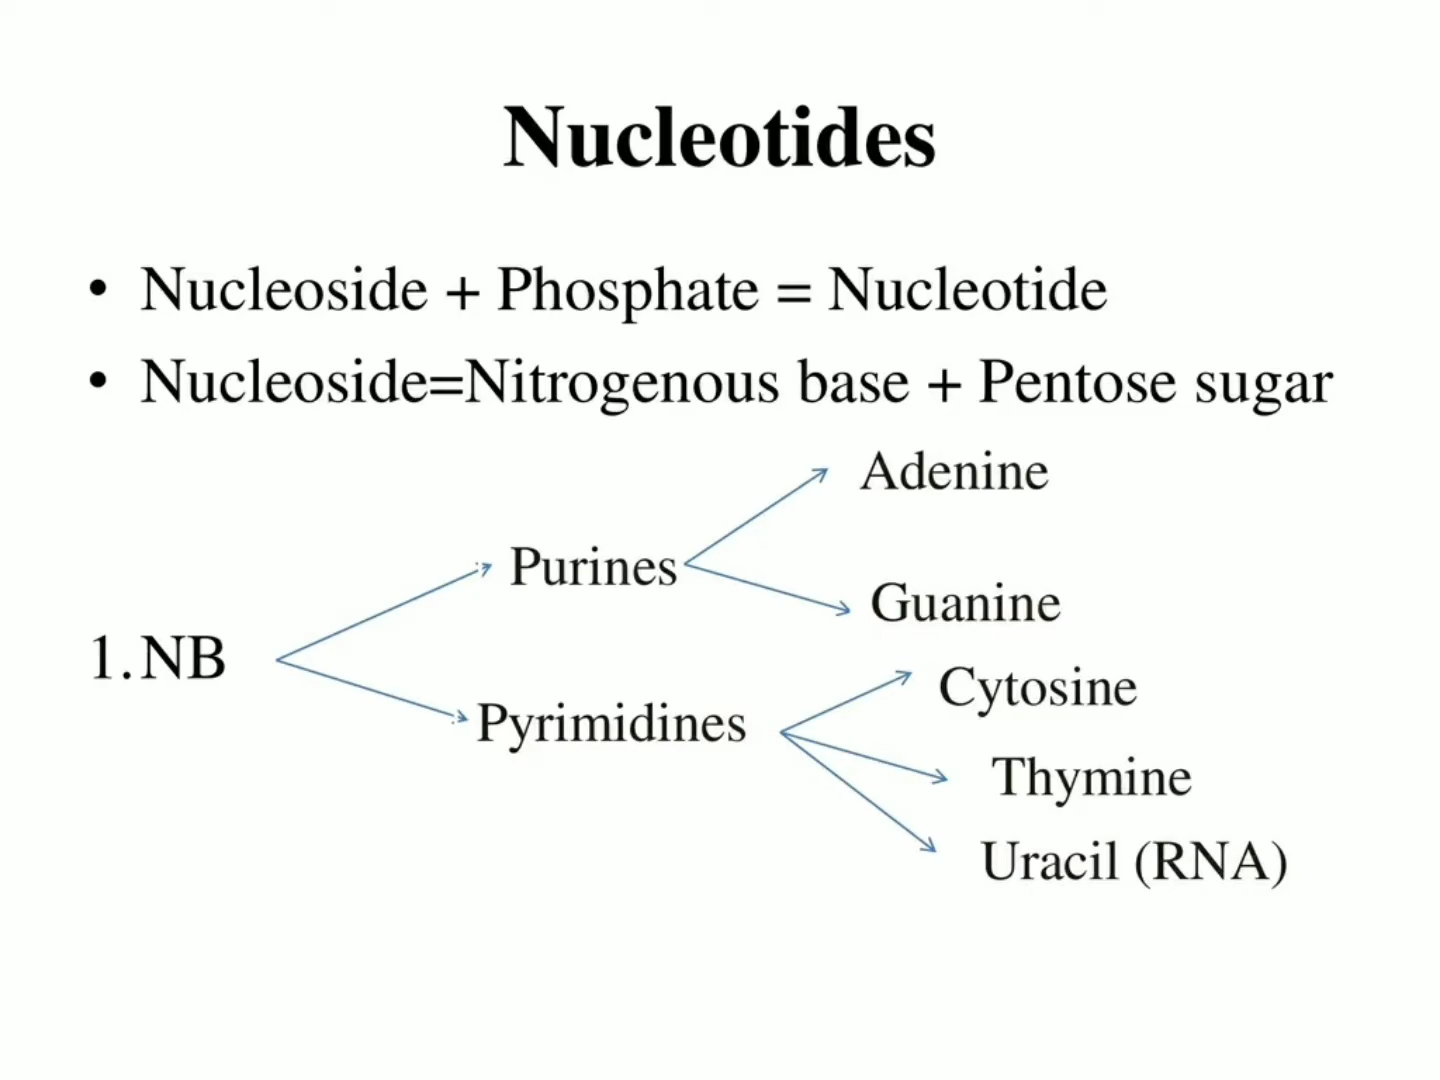 Nucleotides
• Nucleoside + Phosphate = Nucleotide
• Nucleoside=Nitrogenous base + Pentose sugar
Adenine
Purines
Guanine
1. NB
Cytosine
Pyrimidines
Thymine
Uracil (RNA)